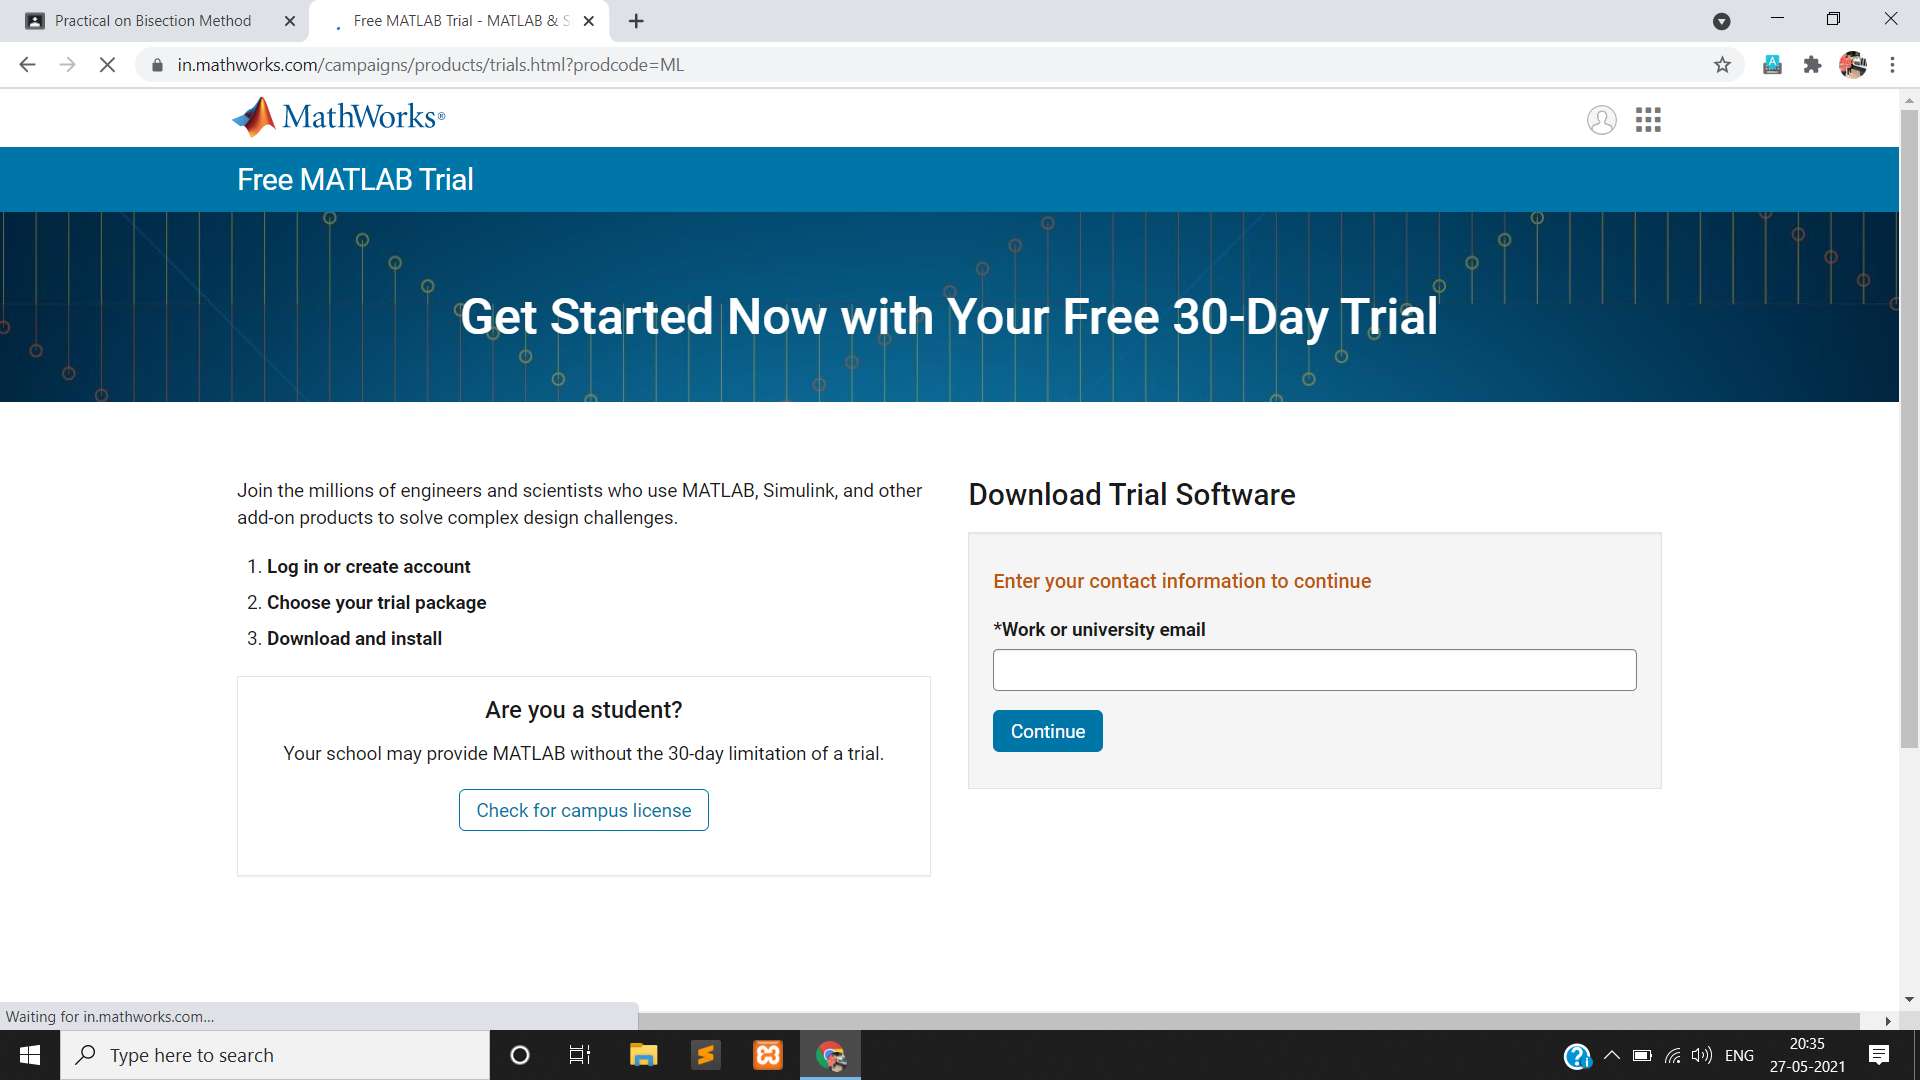 Practical on Bisection Method
Free MATLAB Trial - MATLAB & S
in.mathworks.com/campaigns/products/trials.html?prodcode=ML
MathWorks®
Free MATLAB Trial
Get Started Now with Your Free 30-Day Trial
Join the millions of engineers and scientists who use MATLAB, Simulink, and other
add-on products to solve complex design challenges.
1. Log in or create account
2. Choose your trial package
3. Download and install
Are you a student?
Your school may provide MATLAB without the 30-day limitation of a trial.
Check for campus license
Download Trial Software
Enter your contact information to continue
*Work or university email
Continue
Waiting for in.mathworks.com...
Type here to search
ENG
20:35
27-05-2021